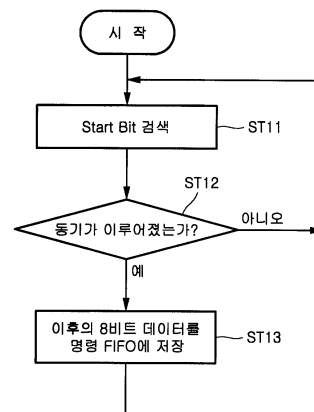 시 작
Start Bit 검색
ST11
ST12
동기가 이루어졌는가?
아니오
예
이후의 8비트 데이터를
명령 FIFO에 저장
ST13